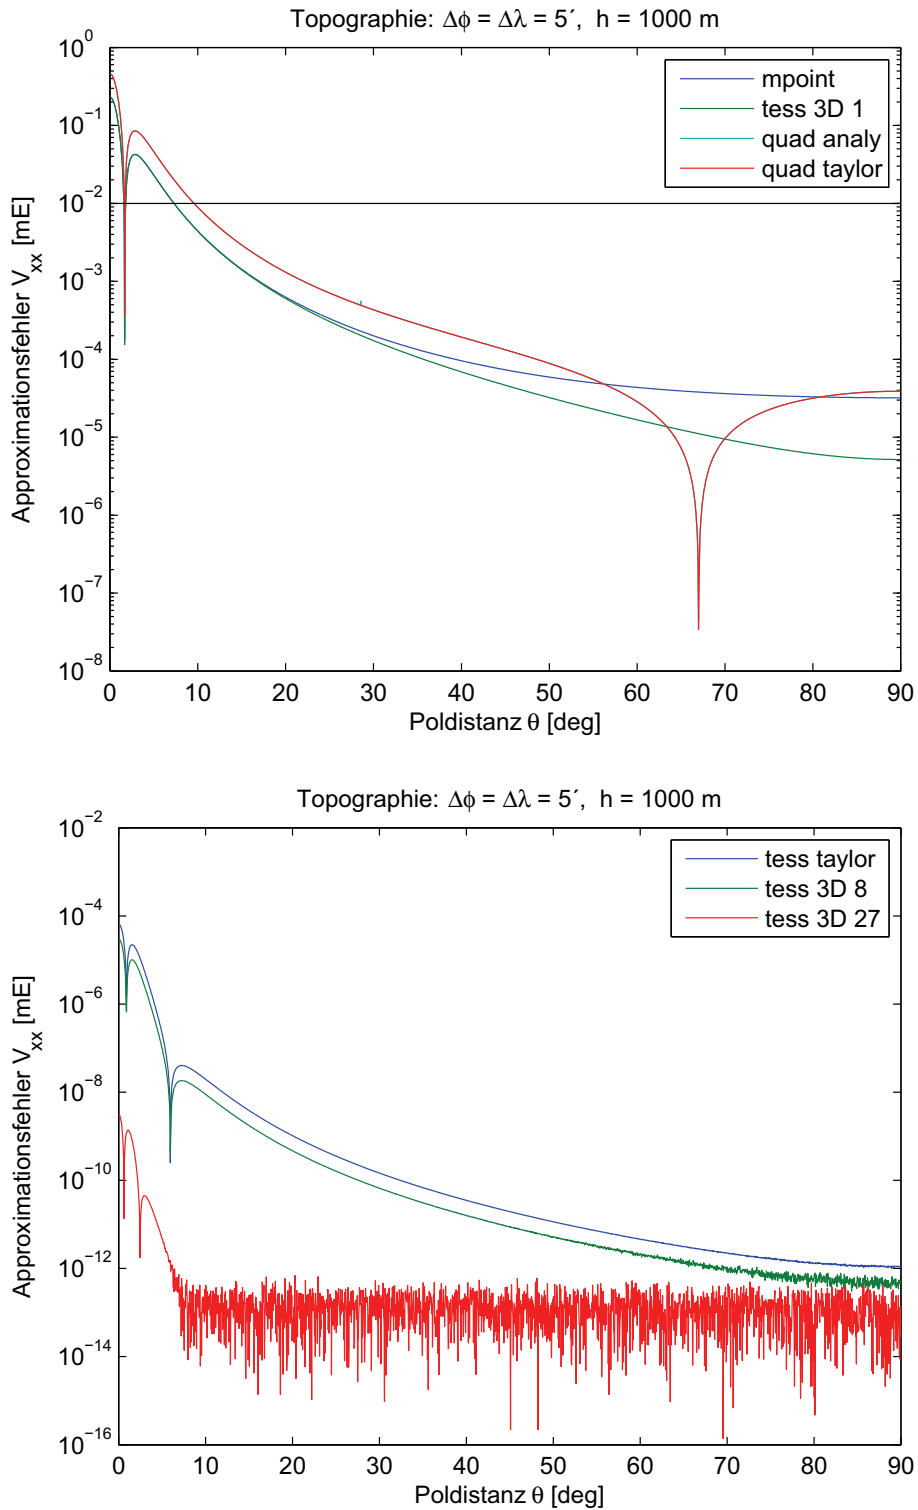 Topographie: Δϕ = Δλ = 5´, h = 1000 m
10^0
10^−1
10^−2
10^−3
10^−4
10^−5
10^−6
10^−7
10^−8
Approximationsfehler V_xx [mE]
mpoint
tess 3D 1
quad analy
quad taylor
0 10 20 30 40 50 60 70 80 90
Poldistanz θ [deg]
Topographie: Δϕ = Δλ = 5´, h = 1000 m
10^−2
10^−4
10^−6
10^−8
10^−10
10^−12
10^−14
10^−16
Approximationsfehler V_xx [mE]
tess taylor
tess 3D 8
tess 3D 27
0 10 20 30 40 50 60 70 80 90
Poldistanz θ [deg]